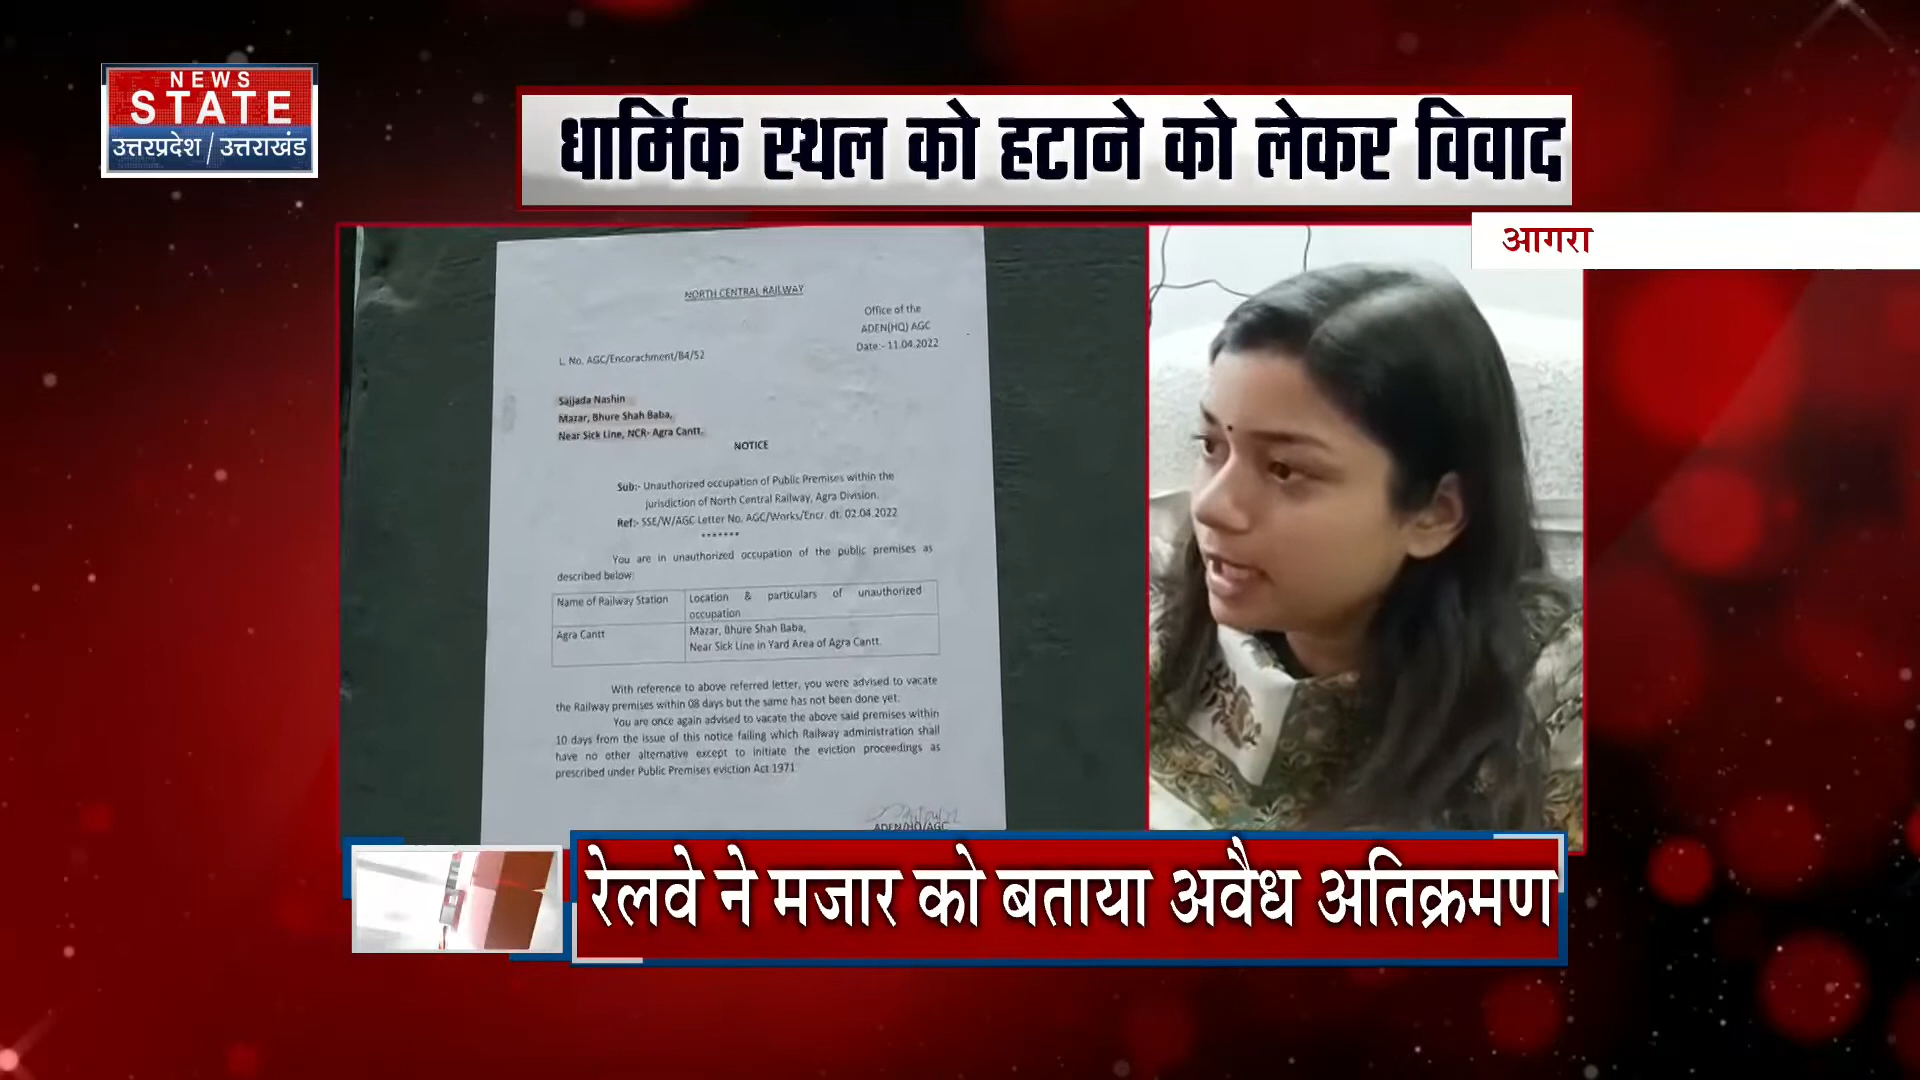 NEWS
STATE
उत्तरप्रदेश / उत्तराखंड
धार्मिक स्थल को हटाने को लेकर विवाद
आगरा
NORTH CENTRAL RAILWAY
Office of the
ADEN(HQ) AGC
Date:- 11.04.2022
L. No. AGC/Encorachment/B4/52
Sajjada Nashin
Mazar, Bhure Shah Baba,
Near Sick Line, NCR- Agra Cantt.
NOTICE
Sub:- Unauthorized occupation of Public Premises within the
jurisdiction of North Central Railway, Agra Division.
Ref:- SSE/W/AGC Letter No. AGC/Works/Encr. dt. 02.04.2022
*******
You are in unauthorized occupation of the public premises as
described below:
Name of Railway Station
Location & particulars of unauthorized
occupation
Agra Cantt
Mazar, Bhure Shah Baba,
Near Sick Line in Yard Area of Agra Cantt.
With reference to above referred letter, you were advised to vacate
the Railway premises within 08 days but the same has not been done yet.
You are once again advised to vacate the above said premises within
10 days from the issue of this notice failing which Railway administration shall
have no other alternative except to initiate the eviction proceedings as
prescribed under Public Premises eviction Act 1971
ADEN/HQ/AGC
रेलवे ने मजार को बताया अवैध अतिक्रमण